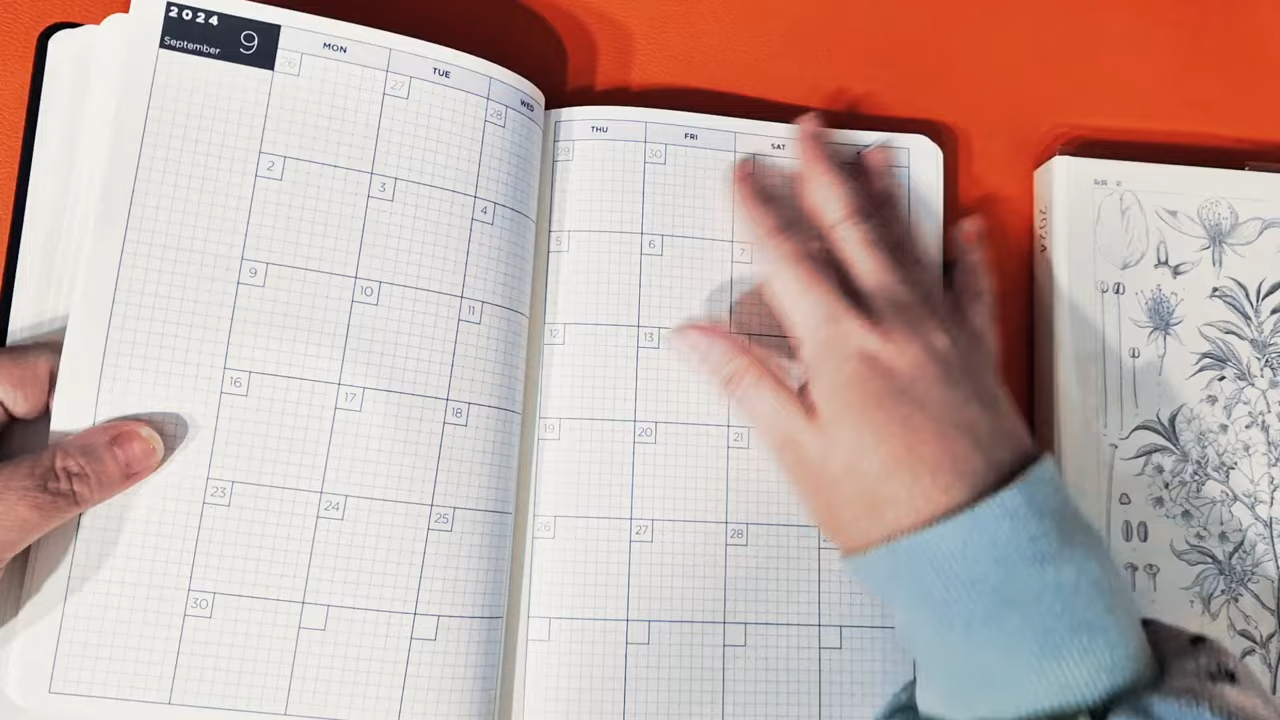 2024
September 9
MON TUE WED THU FRI SAT
26 27 28 29 30
2 3 4 5 6 7
9 10 11 12 13
16 17 18 19 20 21
23 24 25 26 27 28
30
2024